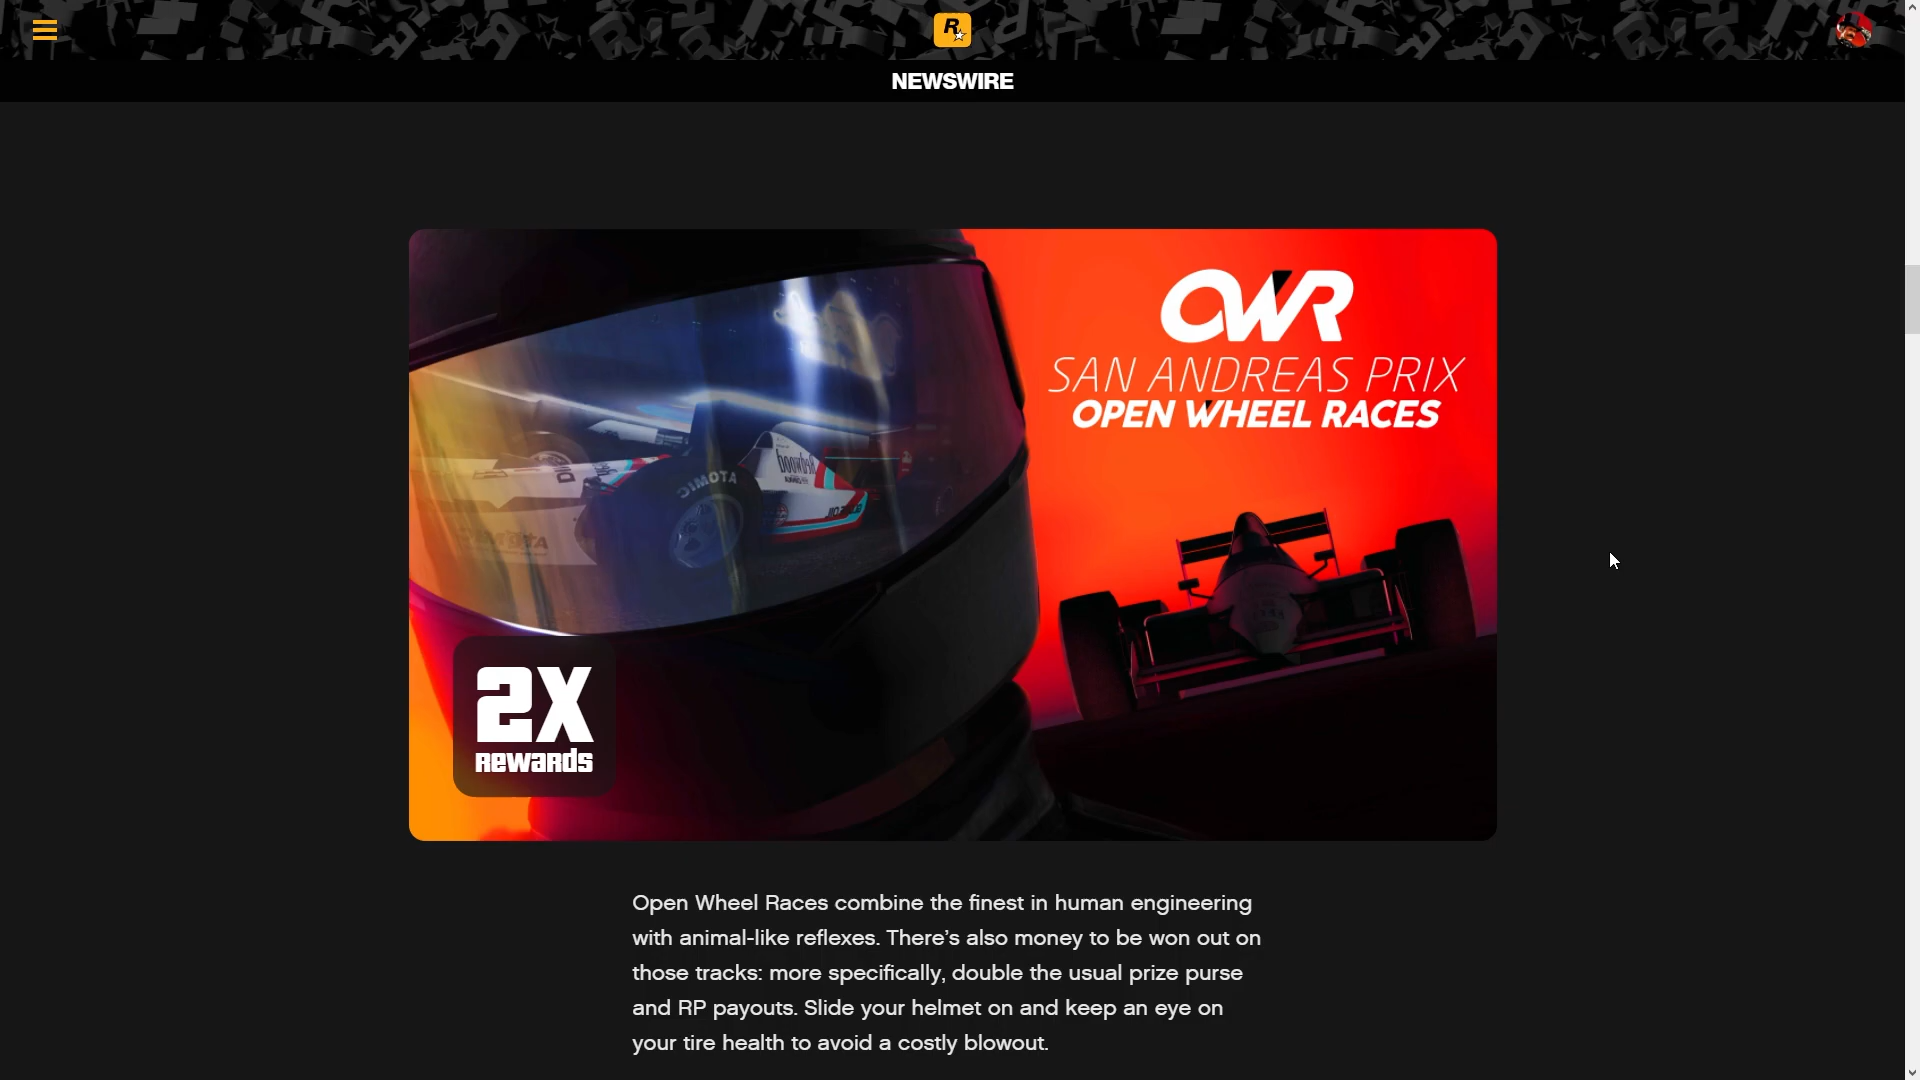 R
NEWSWIRE
OWR
SAN ANDREAS PRIX
OPEN WHEEL RACES
ATOMIC
2X
REWARDS
Open Wheel Races combine the finest in human engineering
with animal-like reflexes. There’s also money to be won out on
those tracks: more specifically, double the usual prize purse
and RP payouts. Slide your helmet on and keep an eye on
your tire health to avoid a costly blowout.